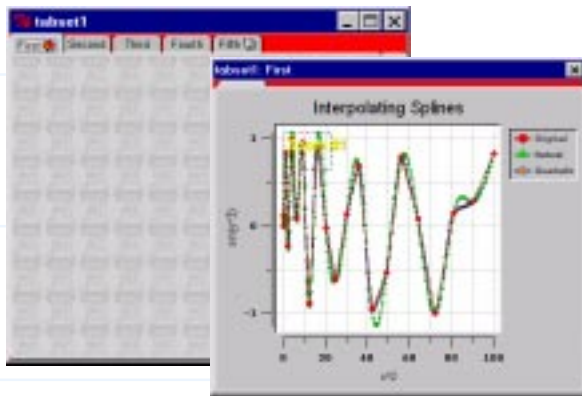 tabset1
First Second Third Fourth Fifth
tabset1: First
Interpolating Splines
Original
Natural
Quadratic
1
0
-1
0 20 40 60 80 100